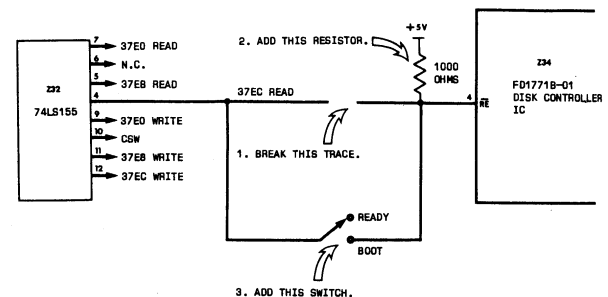 +5V
2. ADD THIS RESISTOR.
1000
OHMS
Z32
74LS155
7
37E0 READ
6
N.C.
5
37E8 READ
4
37EC READ
9
37E0 WRITE
10
CSW
11
37E8 WRITE
12
37EC WRITE
1. BREAK THIS TRACE.
Z34
FD1771B-01
DISK CONTROLLER
IC
4
RE
READY
BOOT
3. ADD THIS SWITCH.